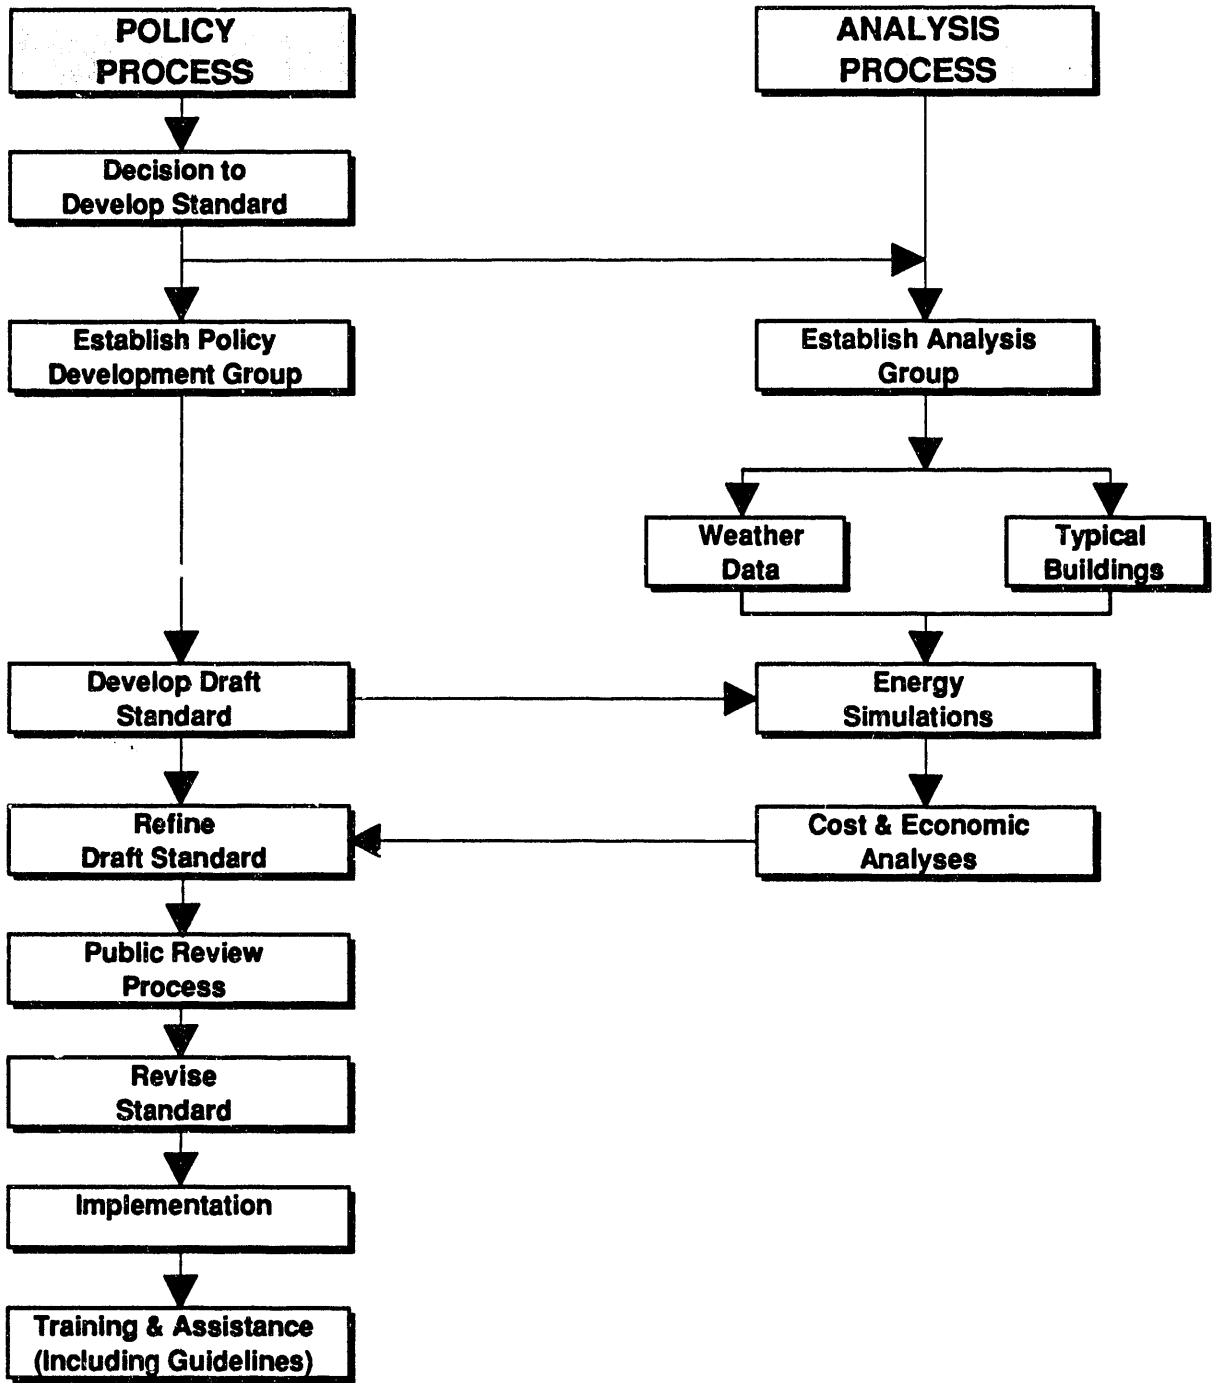 POLICY
PROCESS
ANALYSIS
PROCESS
Decision to
Develop Standard
Establish Policy
Development Group
Establish Analysis
Group
Weather
Data
Typical
Buildings
Develop Draft
Standard
Energy
Simulations
Refine
Draft Standard
Cost & Economic
Analyses
Public Review
Process
Revise
Standard
Implementation
Training & Assistance
(Including Guidelines)